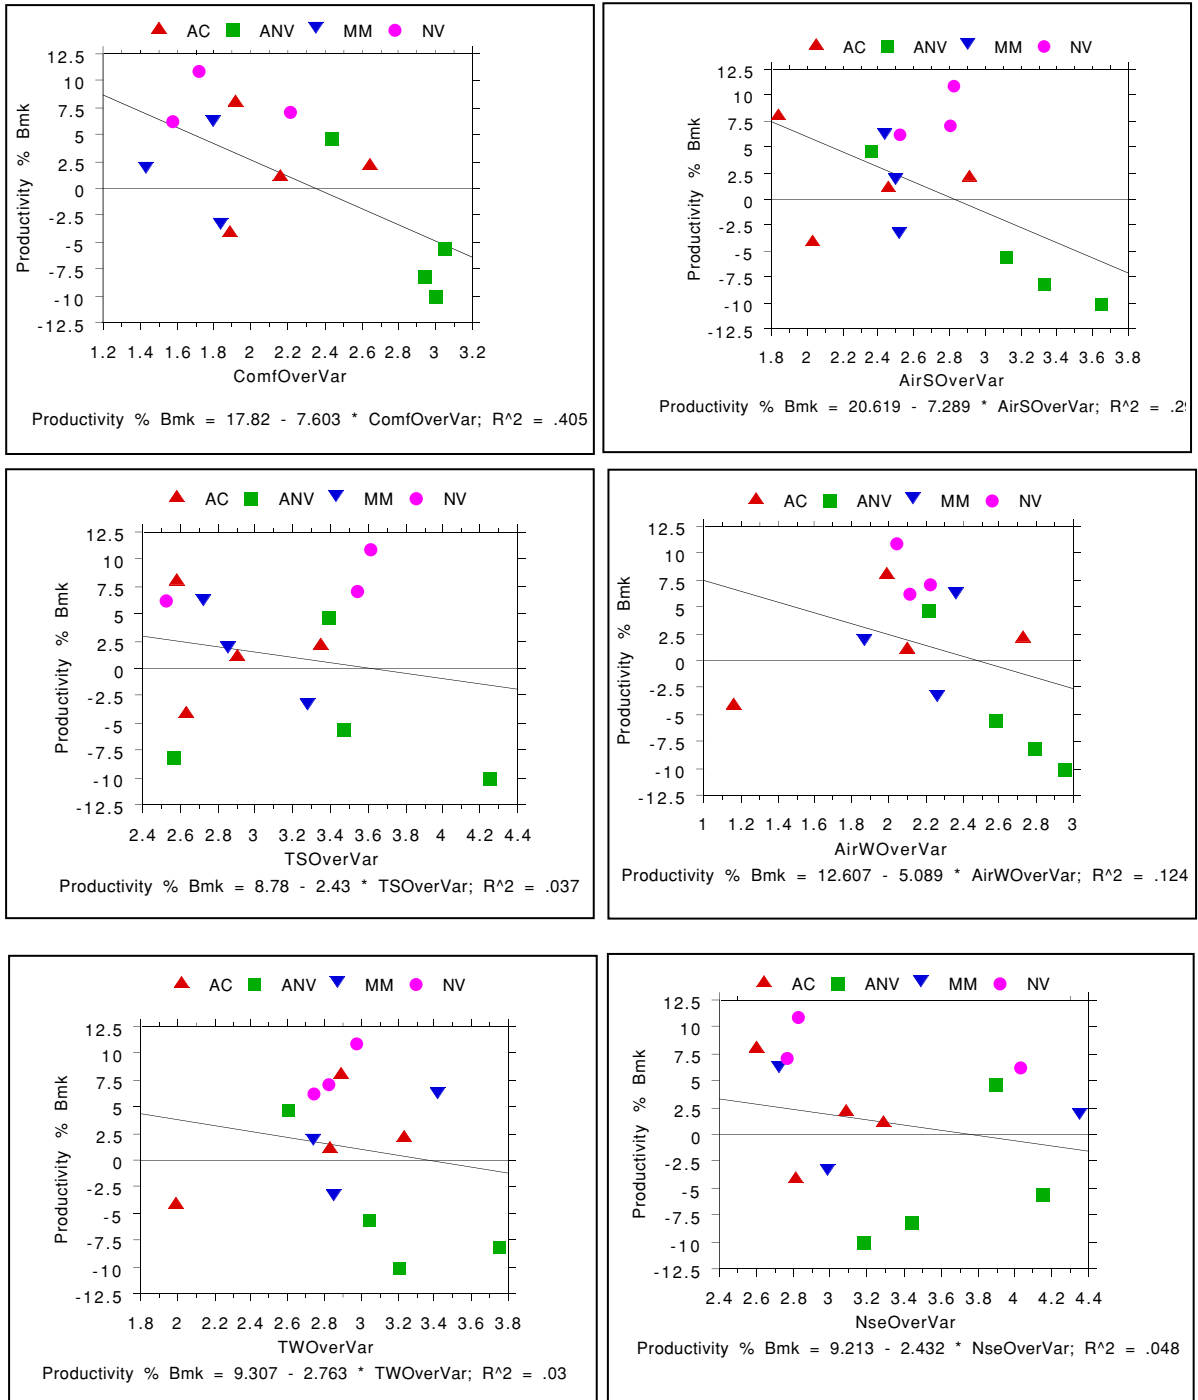 AC ANV MM NV
12.5
10
7.5
5
2.5
0
-2.5
-5
-7.5
-10
-12.5
Productivity % Bmk
1.2 1.4 1.6 1.8 2 2.2 2.4 2.6 2.8 3 3.2
ComfOverVar
Productivity % Bmk = 17.82 - 7.603 * ComfOverVar; R^2 = .405
AC ANV MM NV
12.5
10
7.5
5
2.5
0
-2.5
-5
-7.5
-10
-12.5
Productivity % Bmk
1.8 2 2.2 2.4 2.6 2.8 3 3.2 3.4 3.6 3.8
AirSOverVar
Productivity % Bmk = 20.619 - 7.289 * AirSOverVar; R^2 =
AC ANV MM NV
12.5
10
7.5
5
2.5
0
-2.5
-5
-7.5
-10
-12.5
Productivity % Bmk
2.4 2.6 2.8 3 3.2 3.4 3.6 3.8 4 4.2 4.4
TSOverVar
Productivity % Bmk = 8.78 - 2.43 * TSOverVar; R^2 = .037
AC ANV MM NV
12.5
10
7.5
5
2.5
0
-2.5
-5
-7.5
-10
-12.5
Productivity % Bmk
1 1.2 1.4 1.6 1.8 2 2.2 2.4 2.6 2.8 3
AirWOverVar
Productivity % Bmk = 12.607 - 5.089 * AirWOverVar; R^2 = .124
AC ANV MM NV
12.5
10
7.5
5
2.5
0
-2.5
-5
-7.5
-10
-12.5
Productivity % Bmk
1.8 2 2.2 2.4 2.6 2.8 3 3.2 3.4 3.6 3.8
TWOverVar
Productivity % Bmk = 9.307 - 2.763 * TWOverVar; R^2 = .03
AC ANV MM NV
12.5
10
7.5
5
2.5
0
-2.5
-5
-7.5
-10
-12.5
Productivity % Bmk
2.4 2.6 2.8 3 3.2 3.4 3.6 3.8 4 4.2 4.4
NseOverVar
Productivity % Bmk = 9.213 - 2.432 * NseOverVar; R^2 = .048